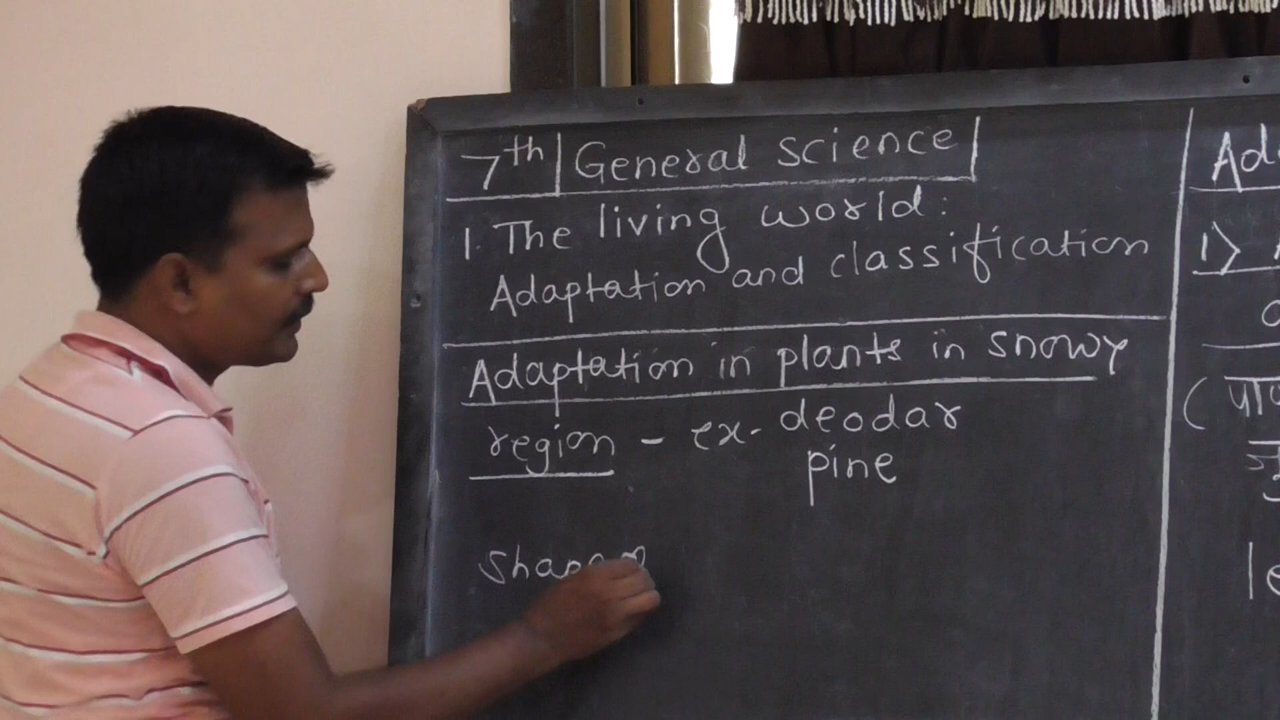 7th General science
1. The living world:
Adaptation and classification
Adaptation in plants in snowy
region - ex- deodar
pine
1)
(